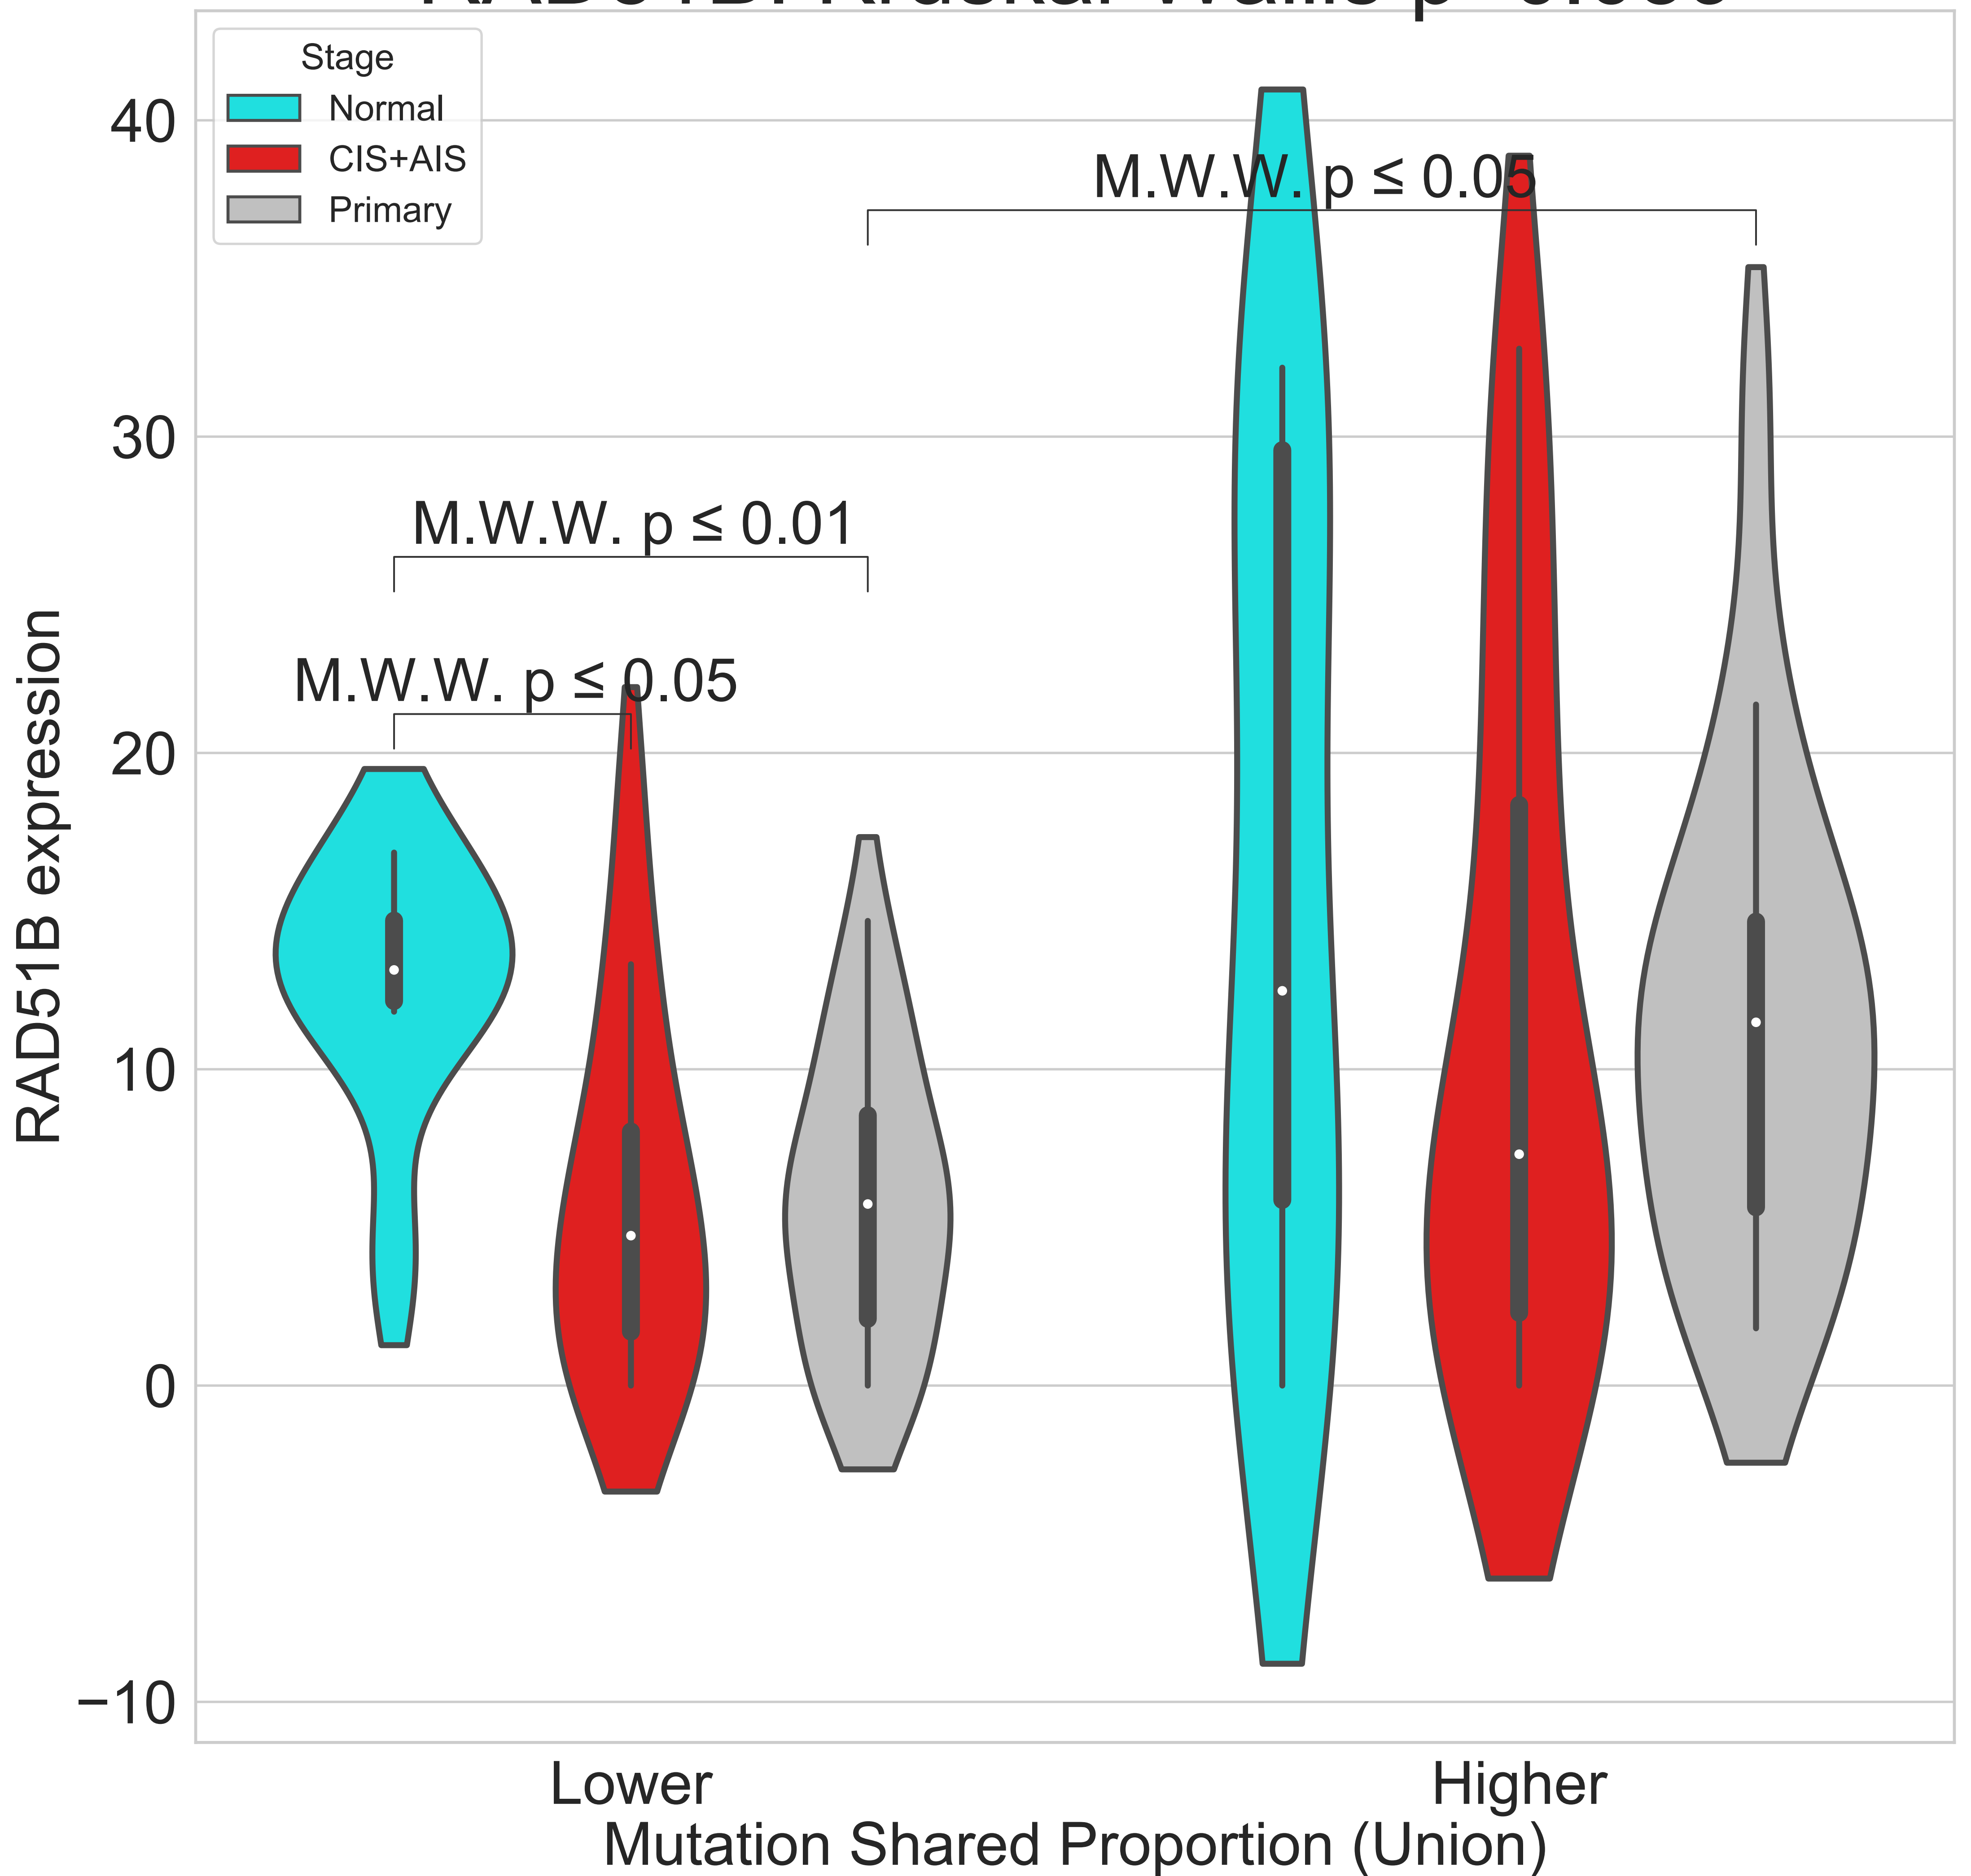 Stage
Normal
CIS+AIS
Primary
40
30
20
10
0
−10
M.W.W. p ≤ 0.05
M.W.W. p ≤ 0.01
M.W.W. p ≤ 0.05
RAD51B expression
Lower
Higher
Mutation Shared Proportion (Union)